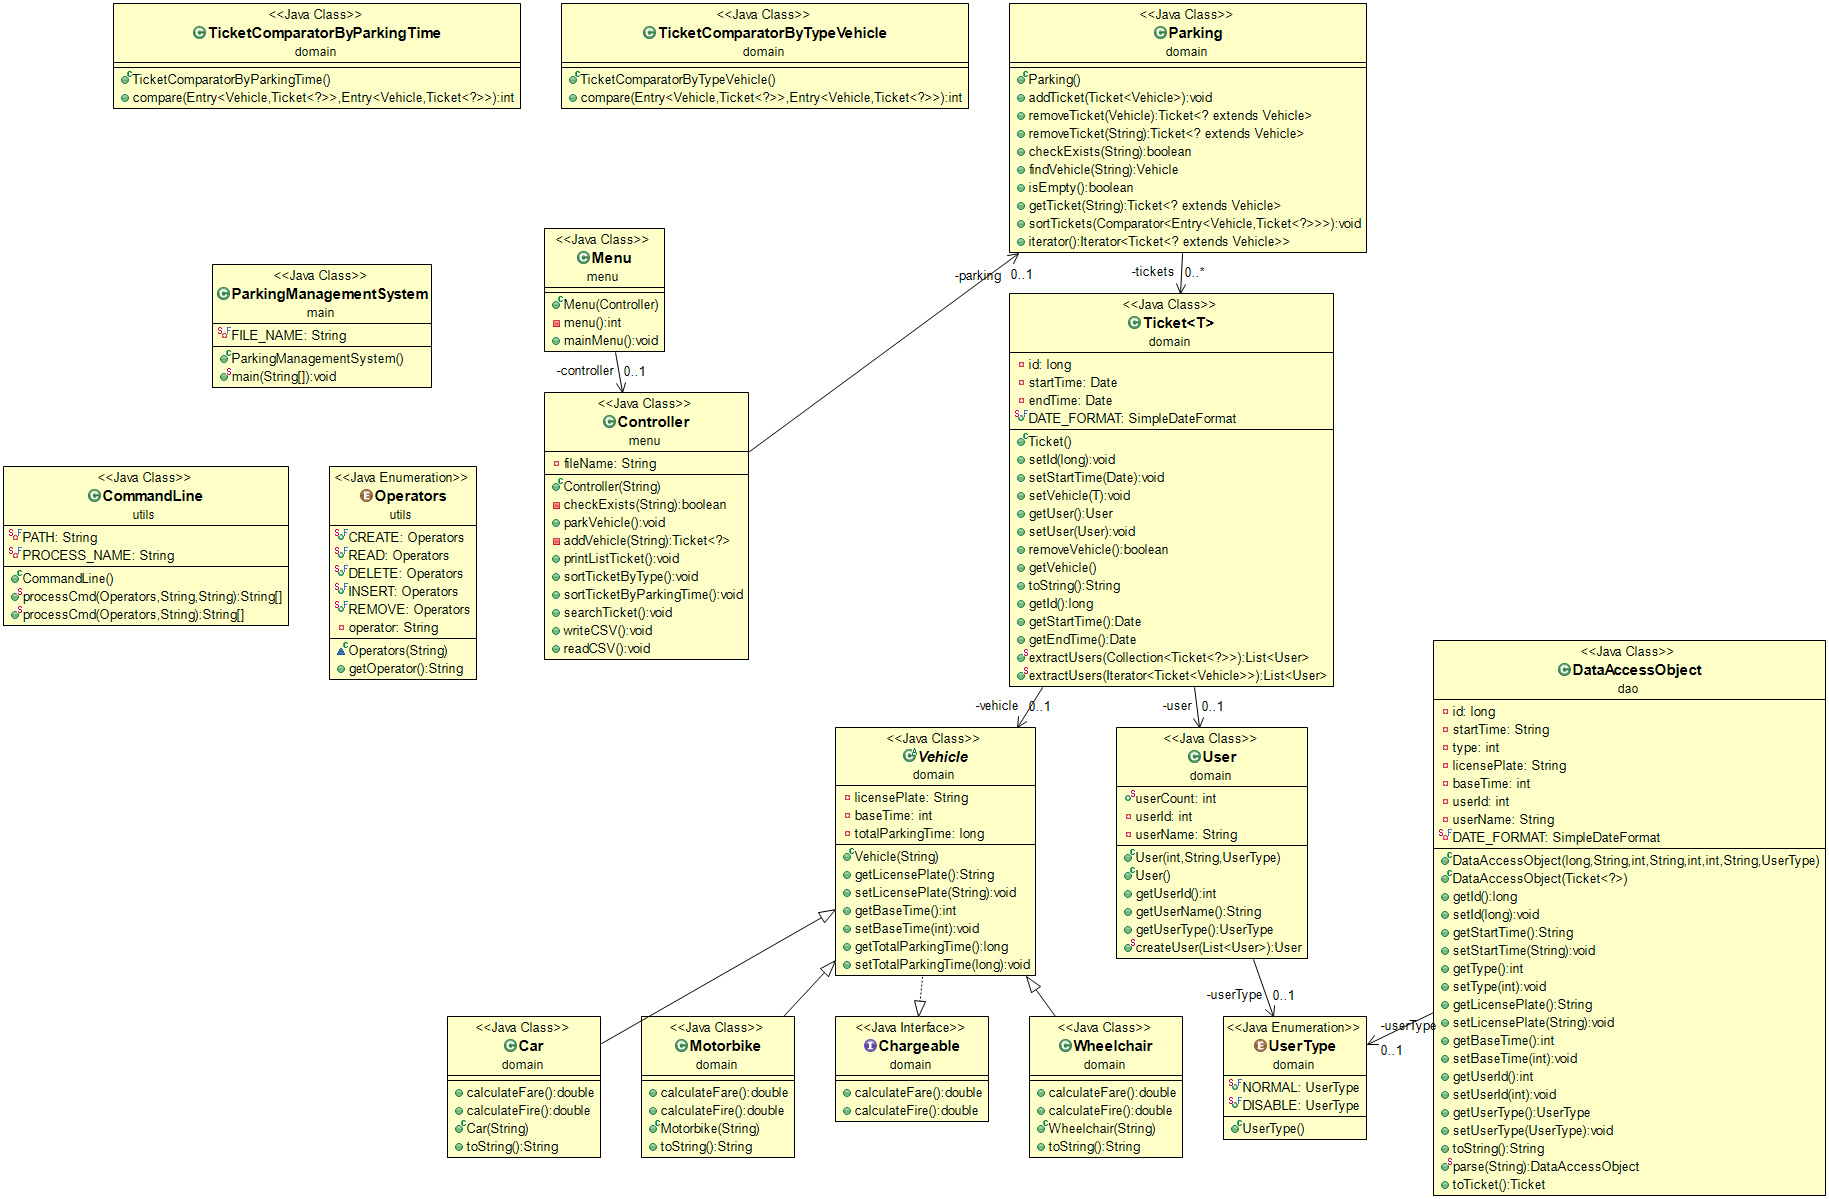 <<Java Class>>
TicketComparatorByParkingTime
domain
TicketComparatorByParkingTime()
compare(Entry<Vehicle,Ticket<?>>,Entry<Vehicle,Ticket<?>>):int
<<Java Class>>
TicketComparatorByTypeVehicle
domain
TicketComparatorByTypeVehicle()
compare(Entry<Vehicle,Ticket<?>>,Entry<Vehicle,Ticket<?>>):int
<<Java Class>>
Parking
domain
Parking()
addTicket(Ticket<Vehicle>):void
removeTicket(Vehicle):Ticket<? extends Vehicle>
removeTicket(String):Ticket<? extends Vehicle>
checkExists(String):boolean
findVehicle(String):Vehicle
isEmpty():boolean
getTicket(String):Ticket<? extends Vehicle>
sortTickets(Comparator<Entry<Vehicle,Ticket<?>>>):void
iterator():Iterator<Ticket<? extends Vehicle>>
-parking 0..1
-tickets 0..*
<<Java Class>>
Menu
menu
Menu(Controller)
menu():int
mainMenu():void
-controller 0..1
<<Java Class>>
ParkingManagementSystem
main
FILE_NAME: String
ParkingManagementSystem()
main(String[]):void
<<Java Class>>
Controller
menu
fileName: String
Controller(String)
checkExists(String):boolean
parkVehicle():void
addVehicle(String):Ticket<?>
printListTicket():void
sortTicketByType():void
sortTicketByParkingTime():void
searchTicket():void
writeCSV():void
readCSV():void
<<Java Class>>
Ticket<T>
domain
id: long
startTime: Date
endTime: Date
DATE_FORMAT: SimpleDateFormat
Ticket()
setId(long):void
setStartTime(Date):void
setVehicle(T):void
getUser():User
setUser(User):void
removeVehicle():boolean
getVehicle()
toString():String
getId():long
getStartTime():Date
getEndTime():Date
extractUsers(Collection<Ticket<?>>):List<User>
extractUsers(Iterator<Ticket<Vehicle>>):List<User>
-vehicle 0..1
-user 0..1
<<Java Class>>
CommandLine
utils
PATH: String
PROCESS_NAME: String
CommandLine()
processCmd(Operators,String,String):String[]
processCmd(Operators,String):String[]
<<Java Enumeration>>
Operators
utils
CREATE: Operators
READ: Operators
DELETE: Operators
INSERT: Operators
REMOVE: Operators
operator: String
Operators(String)
getOperator():String
<<Java Class>>
Vehicle
domain
licensePlate: String
baseTime: int
totalParkingTime: long
Vehicle(String)
getLicensePlate():String
setLicensePlate(String):void
getBaseTime():int
setBaseTime(int):void
getTotalParkingTime():long
setTotalParkingTime(long):void
<<Java Class>>
User
domain
userCount: int
userId: int
userName: String
User(int,String,UserType)
User()
getUserId():int
getUserName():String
getUserType():UserType
createUser(List<User>):User
-userType 0..1
<<Java Class>>
DataAccessObject
dao
id: long
startTime: String
type: int
licensePlate: String
baseTime: int
userId: int
userName: String
DATE_FORMAT: SimpleDateFormat
DataAccessObject(long,String,int,String,int,int,String,UserType)
DataAccessObject(Ticket<?>)
getId():long
setId(long):void
getStartTime():String
setStartTime(String):void
getType():int
setType(int):void
getLicensePlate():String
setLicensePlate(String):void
getBaseTime():int
setBaseTime(int):void
getUserId():int
setUserId(int):void
getUserType():UserType
setUserType(UserType):void
toString():String
parse(String):DataAccessObject
toTicket():Ticket
-userType
0..1
<<Java Class>>
Car
domain
calculateFare():double
calculateFire():double
Car(String)
toString():String
<<Java Class>>
Motorbike
domain
calculateFare():double
calculateFire():double
Motorbike(String)
toString():String
<<Java Interface>>
Chargeable
domain
calculateFare():double
calculateFire():double
<<Java Class>>
Wheelchair
domain
calculateFare():double
calculateFire():double
Wheelchair(String)
toString():String
<<Java Enumeration>>
UserType
domain
NORMAL: UserType
DISABLE: UserType
UserType()